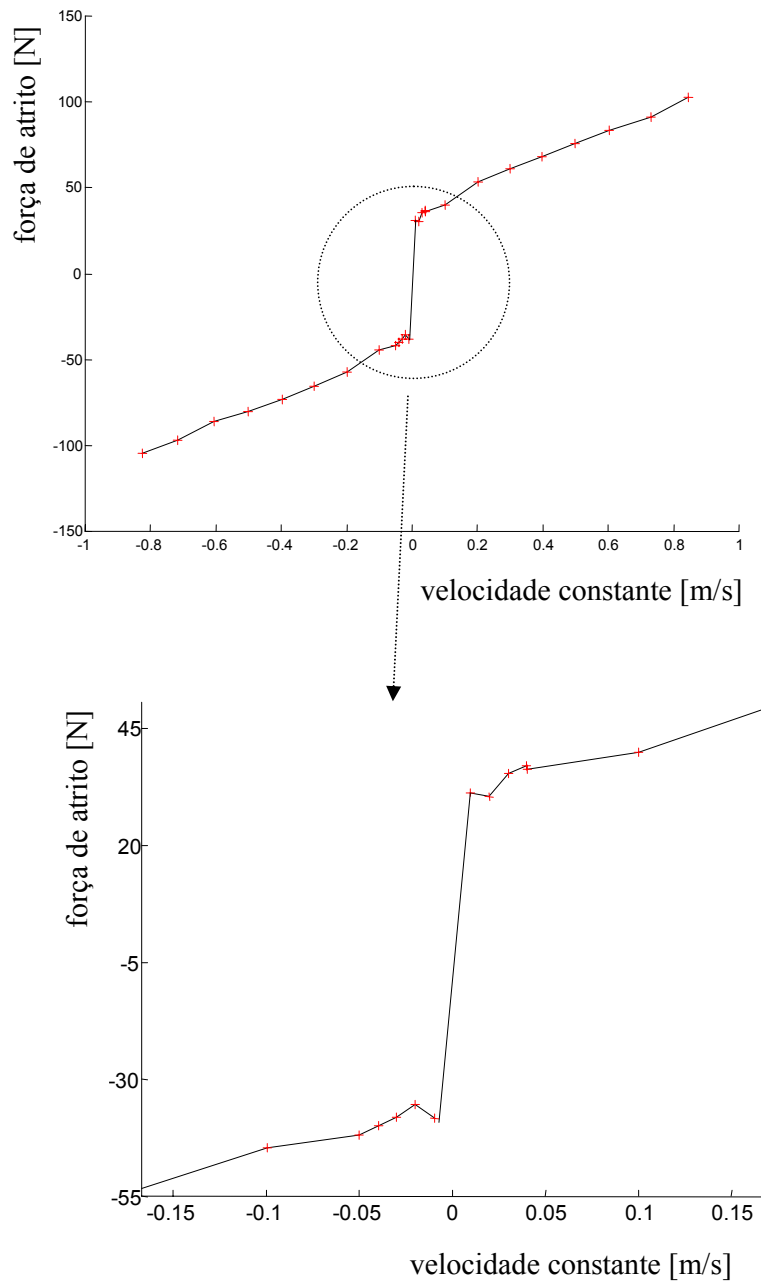 150
100
50
0
-50
-100
-150
força de atrito [N]
-1 -0.8 -0.6 -0.4 -0.2 0 0.2 0.4 0.6 0.8 1
velocidade constante [m/s]
45
20
-5
-30
-55
força de atrito [N]
-0.15 -0.1 -0.05 0 0.05 0.1 0.15
velocidade constante [m/s]